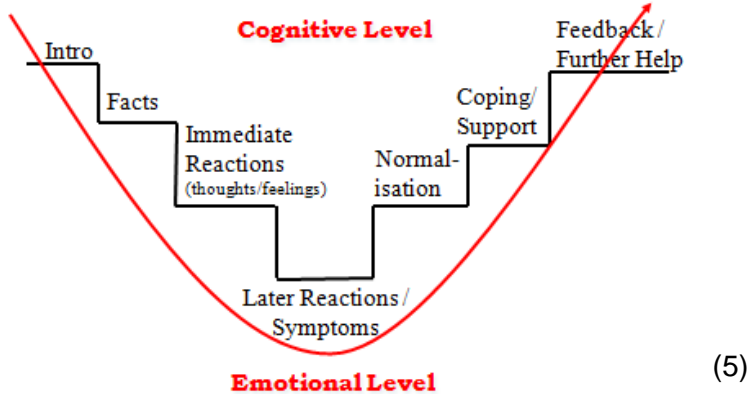 Cognitive Level
Intro
Facts
Immediate
Reactions
(thoughts/feelings)
Later Reactions /
Symptoms
Normal-
isation
Coping/
Support
Feedback /
Further Help
Emotional Level
(5)